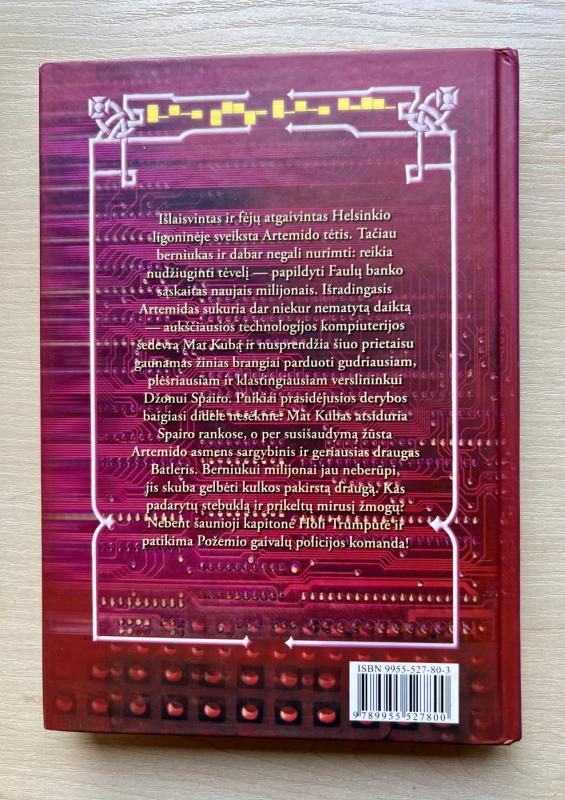 Išlaisvintas ir fėjų atgaivintas Helsinkio
ligoninėje sveiksta Artemido tėtis. Tačiau
berniukas ir dabar negali nurimti: reikia
nudžiuginti tėvelį — papildyti Faulų banko
sąskaitas naujais milijonais. Išradingasis
Artemidas sukuria dar niekur nematytą daiktą
— aukščiausios technologijos kompiuterijos
šedevrą Mat Kubą ir nusprendžia šiuo prietaisu
gaunamas žinias brangiai parduoti gudriausiam,
plėšriausiam ir klastingiausiam verslininkui
Džonui Spairo. Puikiai prasidėjusios derybos
baigiasi didele nesėkme – Mat Kubas atsiduria
Spairo rankose, o per susišaudymą žūsta
Artemido asmens sargybinis ir geriausias draugas
Batleris. Berniukui milijonai jau neberūpi,
jis skuba gelbėti kulkos pakirstą draugą. Kas
padarytų stebuklą ir prikeltų mirusį žmogų?
Nebent šaunioji kapitonė Holi Trumputė ir
patikima Požemio gaivalų policijos komanda!
ISBN 9955-527-80-3
9 789955 527800